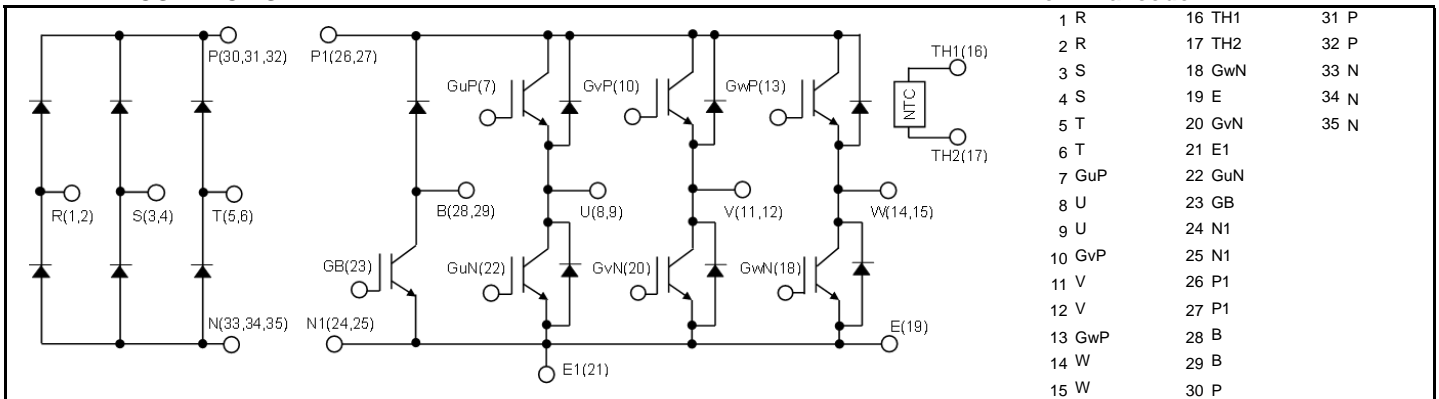 P(30,31,32)
P1(26,27)
GuP(7)
GvP(10)
GwP(13)
TH1(16)
NTC
TH2(17)
R(1,2)
S(3,4)
T(5,6)
B(28,29)
U(8,9)
V(11,12)
W(14,15)
GB(23)
GuN(22)
GvN(20)
GwN(18)
N(33,34,35)
N1(24,25)
E(19)
E1(21)
1 R 16 TH1 31 P
2 R 17 TH2 32 P
3 S 18 GwN 33 N
4 S 19 E 34 N
5 T 20 GvN 35 N
6 T 21 E1
7 GuP 22 GuN
8 U 23 GB
9 U 24 N1
10 GvP 25 N1
11 V 26 P1
12 V 27 P1
13 GwP 28 B
14 W 29 B
15 W 30 P